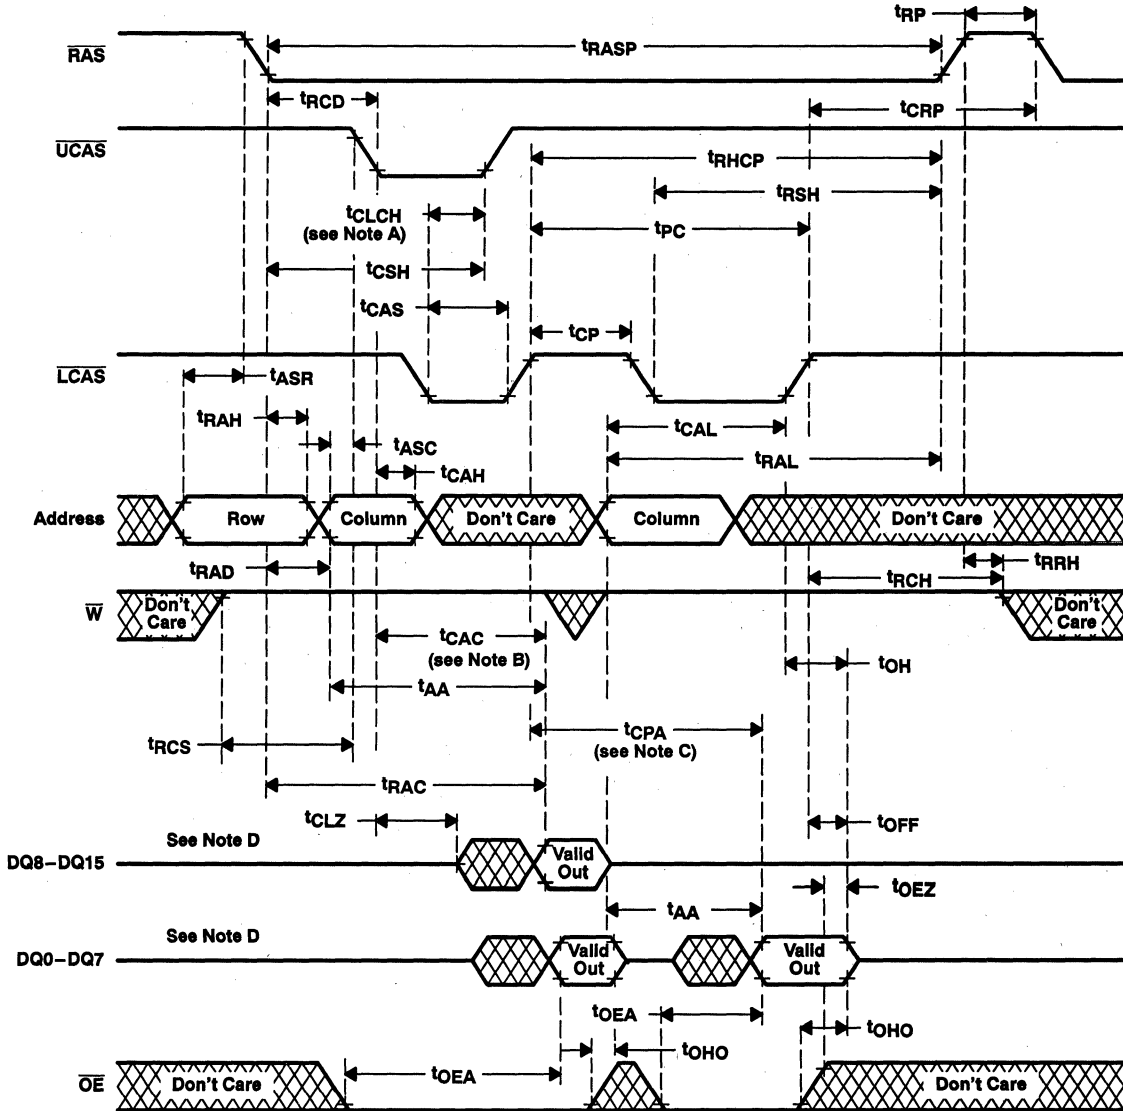 tRP
RAS
tRASP
tRCD
tCRP
UCAS
tRHCP
tRSH
tCLCH
(see Note A)
tPC
tCSH
tCAS
tCP
LCAS
tASR
tRAH
tCAL
tASC
tRAL
tCAH
Address
Row
Column
Don't Care
Column
Don't Care
tRAD
tRRH
tRCH
W
Don't
Care
Don't
Care
tCAC
(see Note B)
tOH
tAA
tCPA
(see Note C)
tRCS
tRAC
tCLZ
tOFF
See Note D
DQ8–DQ15
Valid
Out
tOEZ
tAA
See Note D
DQ0–DQ7
Valid
Out
Valid
Out
tOEA
tOHO
tOHO
tOEA
OE
Don't Care
Don't Care